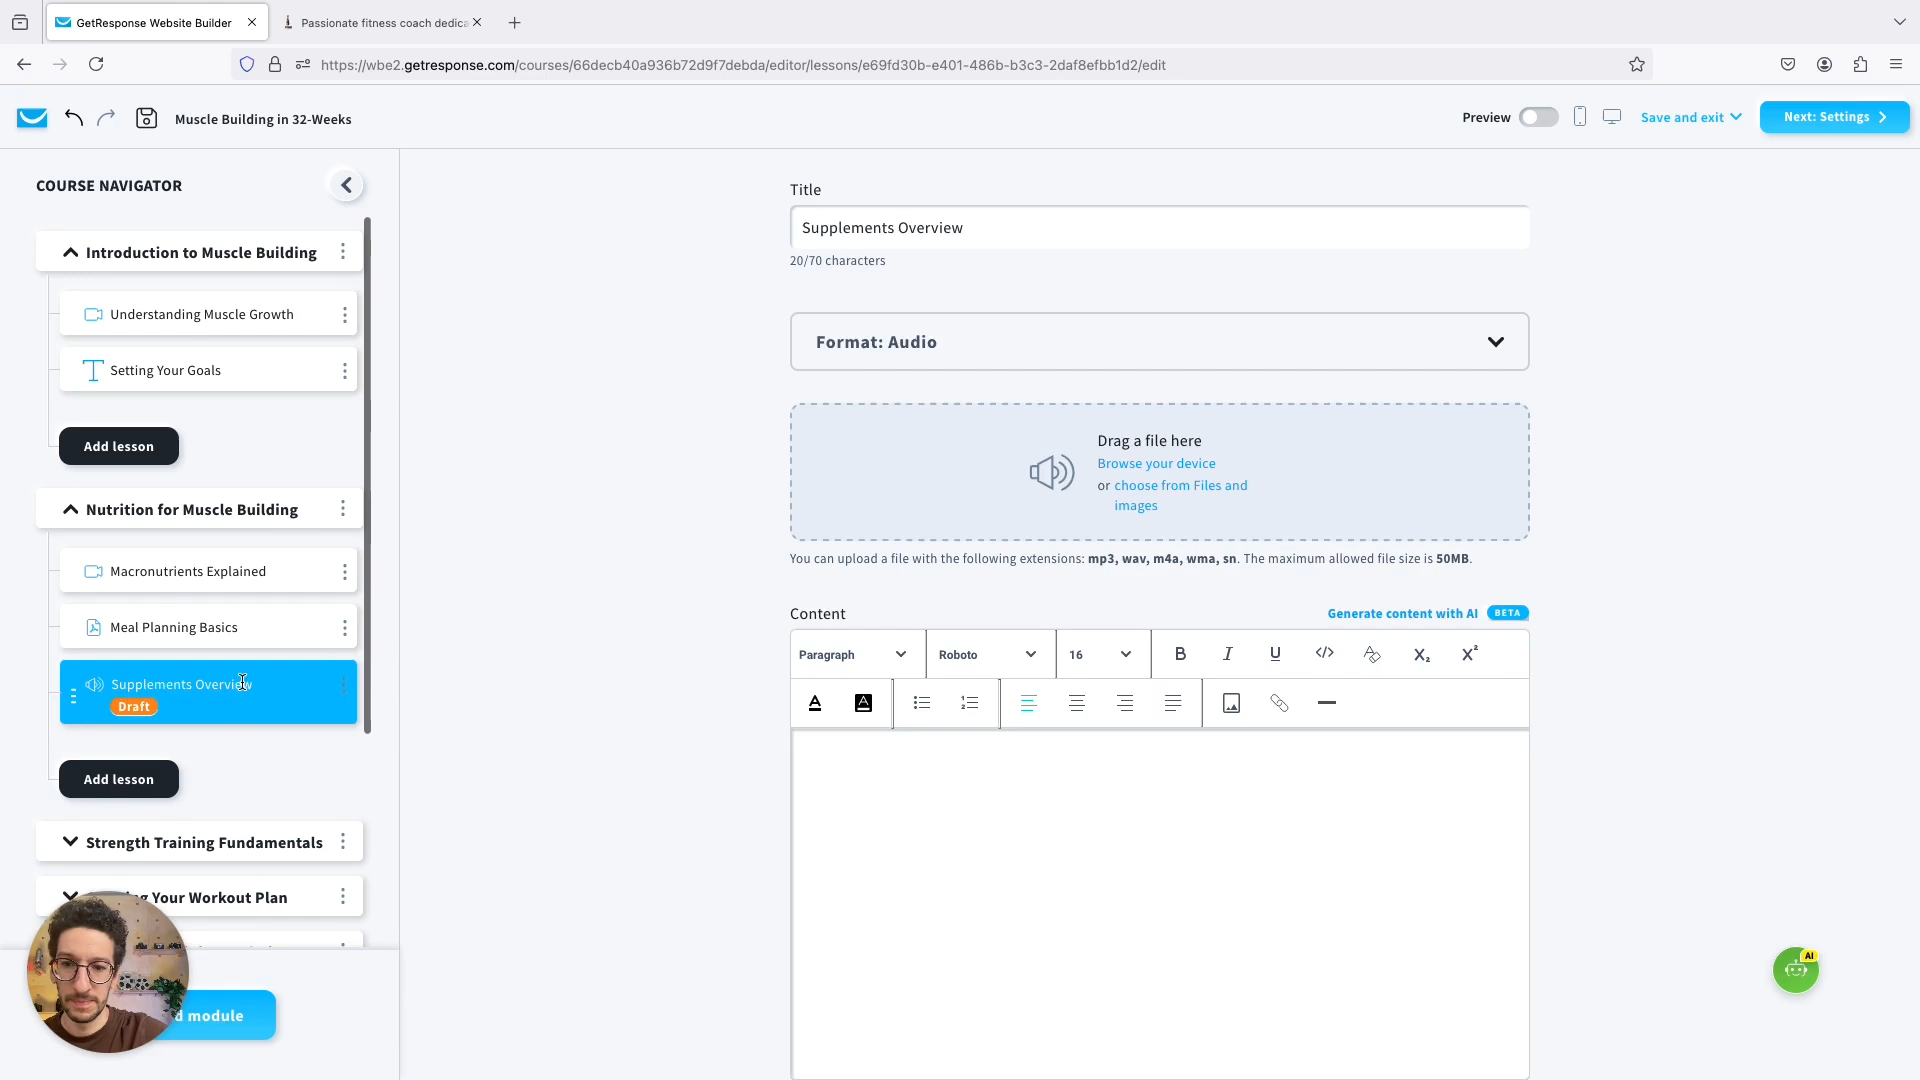 GetResponse Website Builder
Passionate fitness coach dedic
https://wbe2.getresponse.com/courses/66decb40a936b72d9f7debda/editor/lessons/e69fd30b-e401-486b-b3c3-2daf8efbb1d2/edit
Muscle Building in 32-Weeks
Preview
Save and exit
Next: Settings
COURSE NAVIGATOR
Introduction to Muscle Building
Understanding Muscle Growth
Setting Your Goals
Add lesson
Nutrition for Muscle Building
Macronutrients Explained
Meal Planning Basics
Supplements Overview
Draft
Add lesson
Strength Training Fundamentals
Your Workout Plan
module
Title
Supplements Overview
20/70 characters
Format: Audio
Drag a file here
Browse your device
or choose from Files and
images
You can upload a file with the following extensions: mp3, wav, m4a, wma, sn. The maximum allowed file size is 50MB.
Content
Generate content with AI BETA
Paragraph
Roboto
16
AI